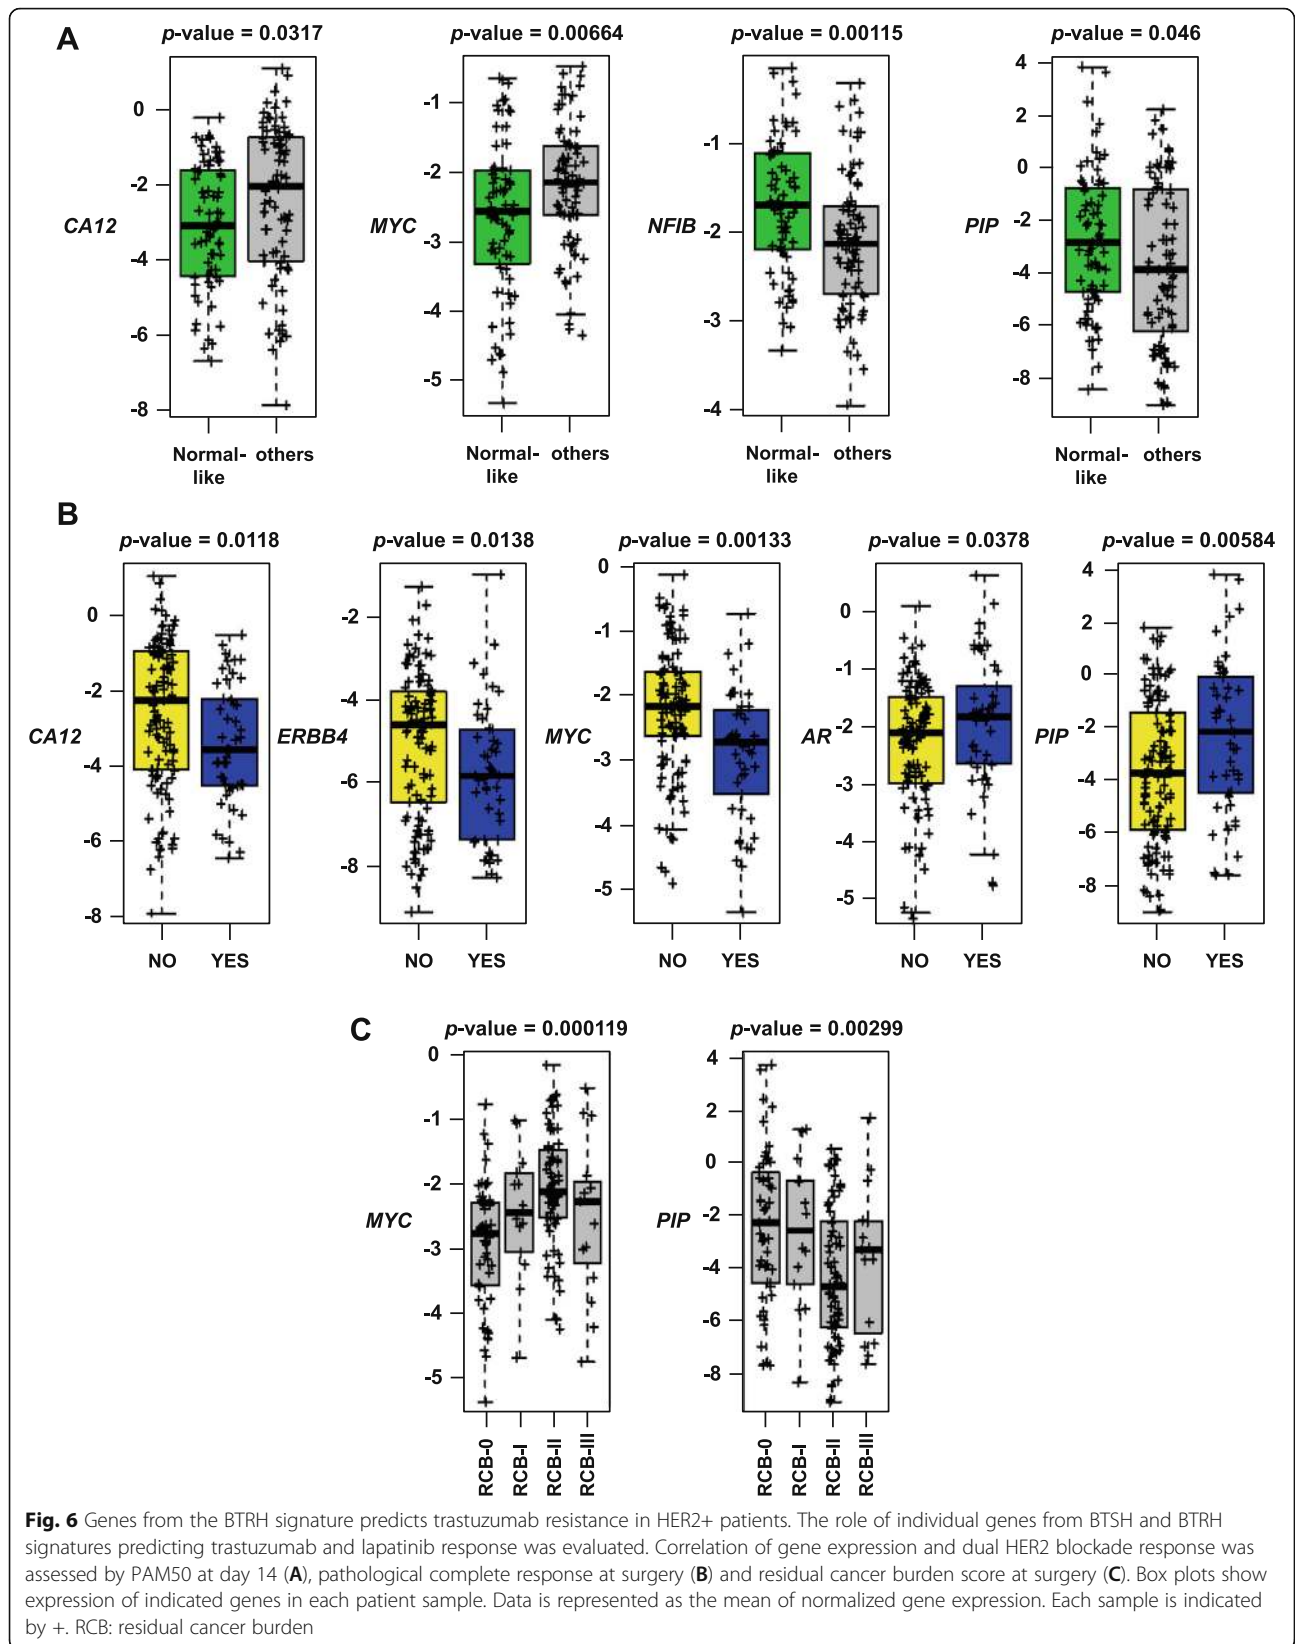 A
p-value = 0.0317
p-value = 0.00664
p-value = 0.00115
p-value = 0.046
CA12
0
-2
-4
-6
-8
Normal-like
others
MYC
-1
-2
-3
-4
-5
Normal-like
others
NFIB
-1
-2
-3
-4
Normal-like
others
PIP
4
2
0
-2
-4
-6
-8
Normal-like
others
B
p-value = 0.0118
p-value = 0.0138
p-value = 0.00133
p-value = 0.0378
p-value = 0.00584
CA12
0
-2
-4
-6
-8
NO YES
ERBB4
-2
-4
-6
-8
NO YES
MYC
0
-1
-2
-3
-4
-5
NO YES
AR
0
-1
-2
-3
-4
-5
NO YES
PIP
4
2
0
-2
-4
-6
-8
NO YES
C
p-value = 0.000119
p-value = 0.00299
MYC
0
-1
-2
-3
-4
-5
RCB-0
RCB-I
RCB-II
RCB-III
PIP
4
2
0
-2
-4
-6
-8
RCB-0
RCB-I
RCB-II
RCB-III
Fig. 6 Genes from the BTRH signature predicts trastuzumab resistance in HER2+ patients. The role of individual genes from BTSH and BTRH
signatures predicting trastuzumab and lapatinib response was evaluated. Correlation of gene expression and dual HER2 blockade response was
assessed by PAM50 at day 14 (A), pathological complete response at surgery (B) and residual cancer burden score at surgery (C). Box plots show
expression of indicated genes in each patient sample. Data is represented as the mean of normalized gene expression. Each sample is indicated
by +. RCB: residual cancer burden